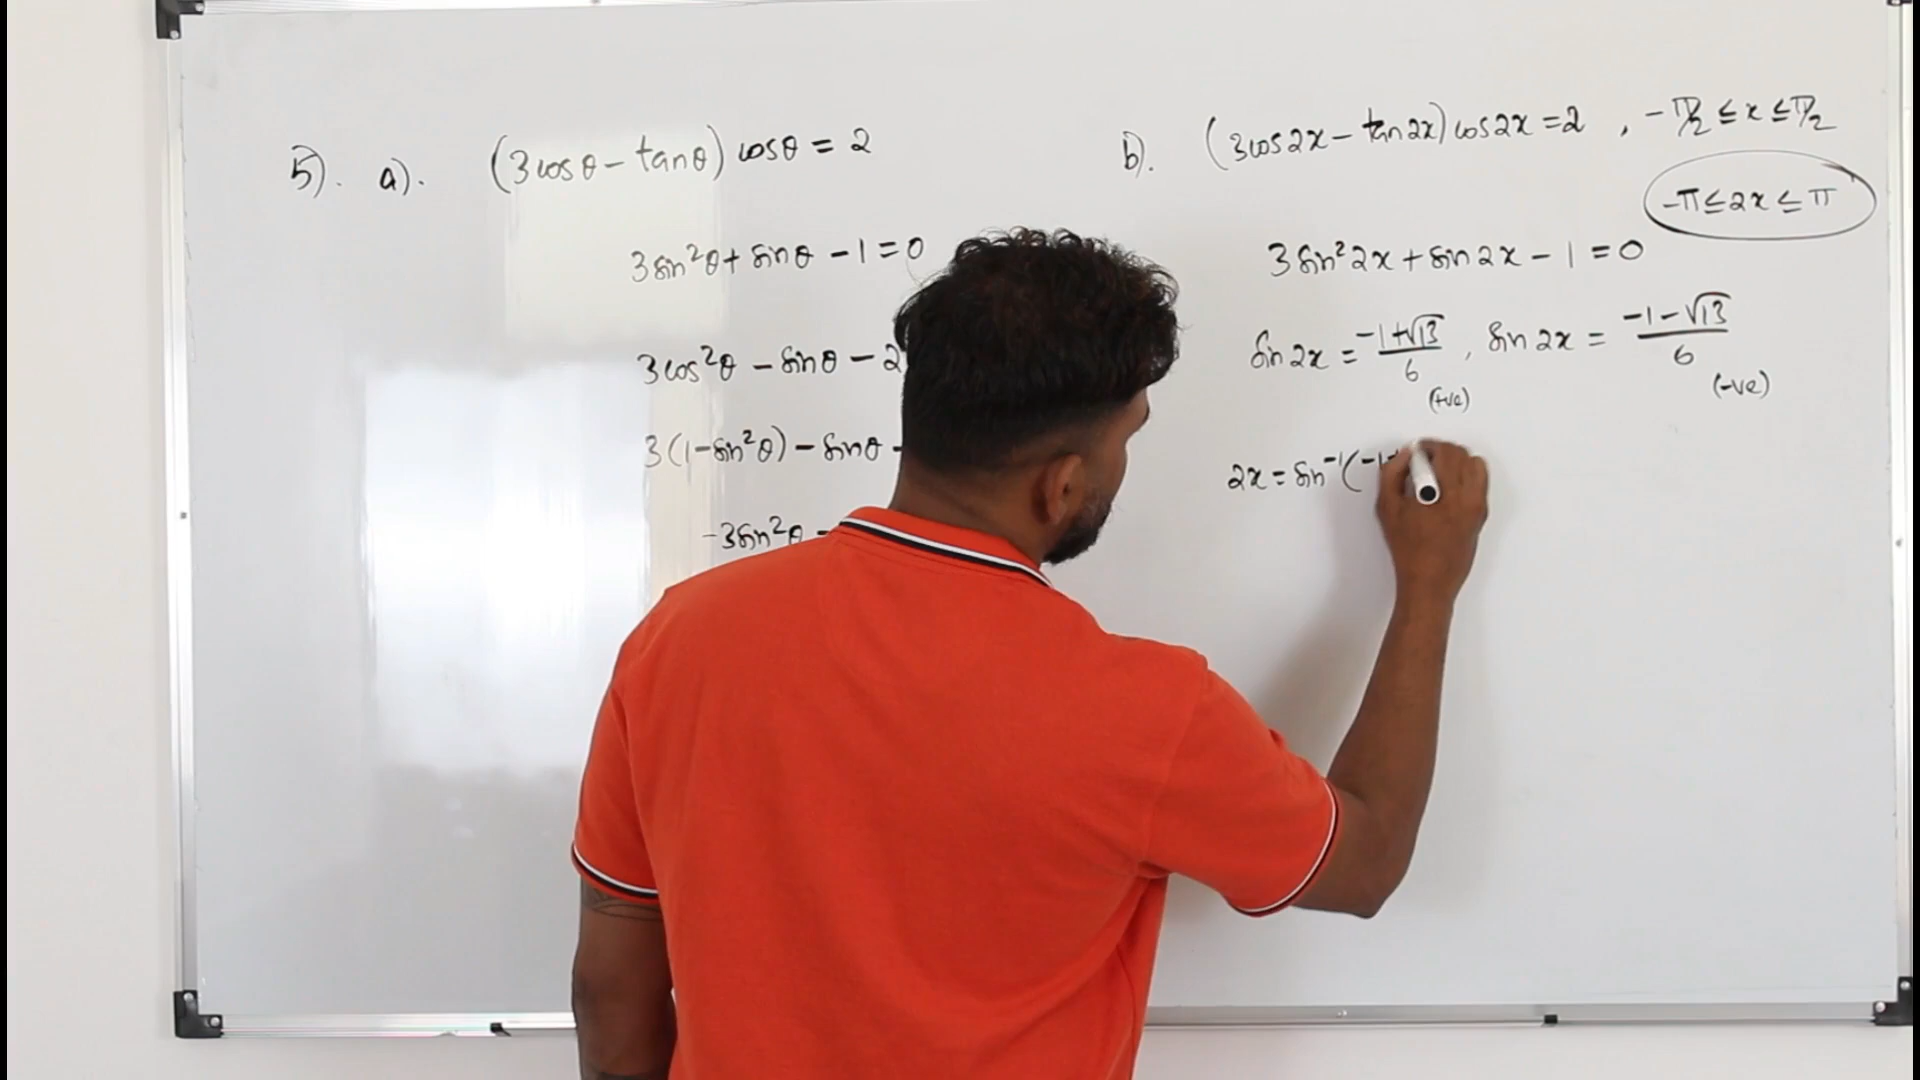 5). a). (3cosθ - tanθ) cosθ = 2
3sin²θ + sinθ - 1 = 0
3cos²θ - sinθ - 2
3(1-sin²θ) - sinθ -
-3sin²θ -
b). (3cos2x - tan2x) cos2x = 2 , -π/2 ≤ x ≤ π/2
-π ≤ 2x ≤ π
3sin²2x + sin2x - 1 = 0
sin2x = (-1+√13)/6 , sin2x = (-1-√13)/6
(+ve) (-ve)
2x = sin⁻¹(-1